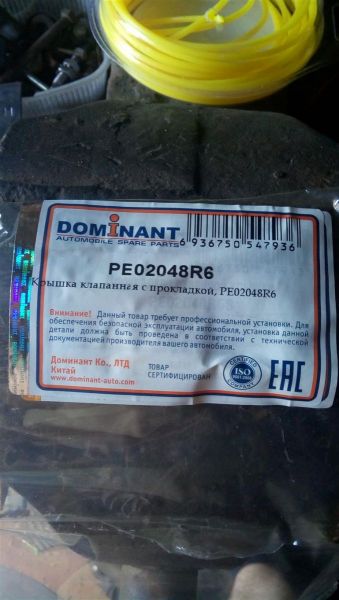 DOMiNANT
AUTOMOBILE SPARE PARTS
6 936750 547936
PE02048R6
Крышка клапанная с прокладкой, PE02048R6
Внимание! Данный товар требует профессиональной установки. Для
обеспечения безопасной эксплуатации автомобиля, установка данной
детали должна быть проведена в соответствии с технической
документацией производителя вашего автомобиля.
Доминант Ко., ЛТД
Китай
www.dominant-auto.com
ТОВАР
СЕРТИФИЦИРОВАН
CERTIFIED
ISO
COMPANY
EAC